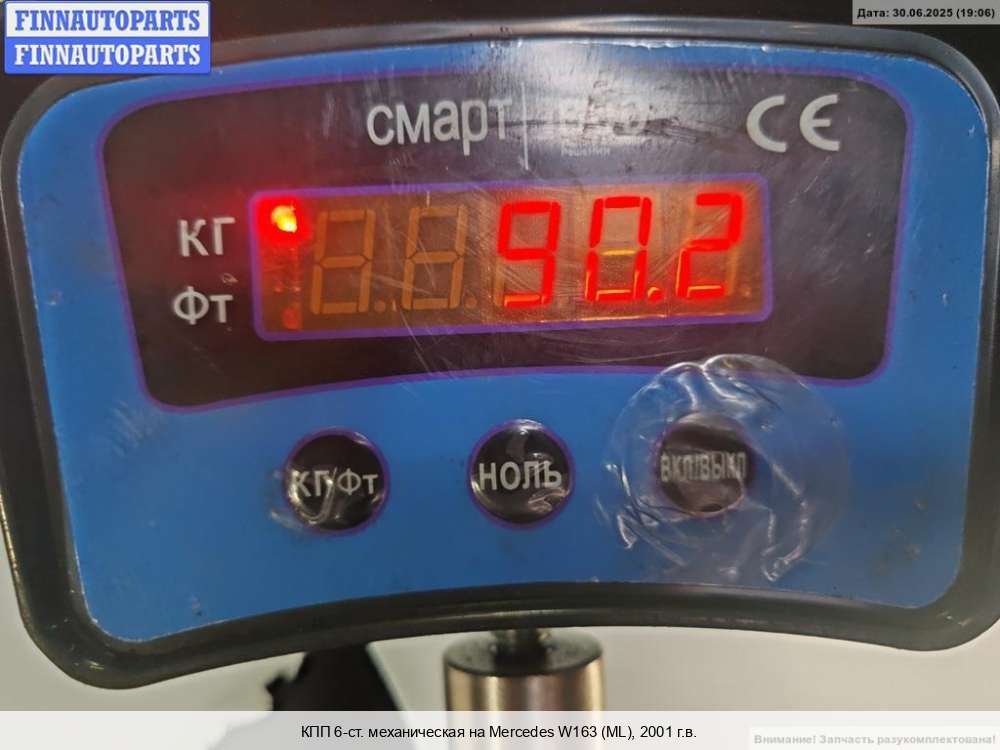 FINNAUTOPARTS
FINNAUTOPARTS
Дата: 30.06.2025 (19:06)
смарт
решения
CE
КГ
90.2
ФТ
КГ/ФТ
НОЛЬ
ВКЛ/ВЫКЛ
КПП 6-ст. механическая на Mercedes W163 (ML), 2001 г.в.
Внимание! Запчасть разукомплектована!